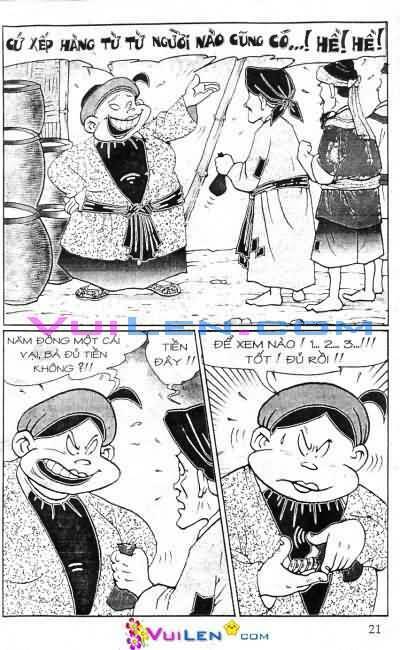 CỨ XẾP HÀNG TỪ TỪ NGƯỜI NÀO CŨNG CÓ...! HỀ! HỀ!
NĂM ĐỒNG MỘT CÁI
VẠI, BÀ ĐỦ TIỀN
KHÔNG ?!!
TIỀN
ĐÂY !!
ĐỂ XEM NÀO ! 1... 2... 3...!!!
TỐT ! ĐỦ RỒI !!
VUILEN.COM
21
VUILEN.COM